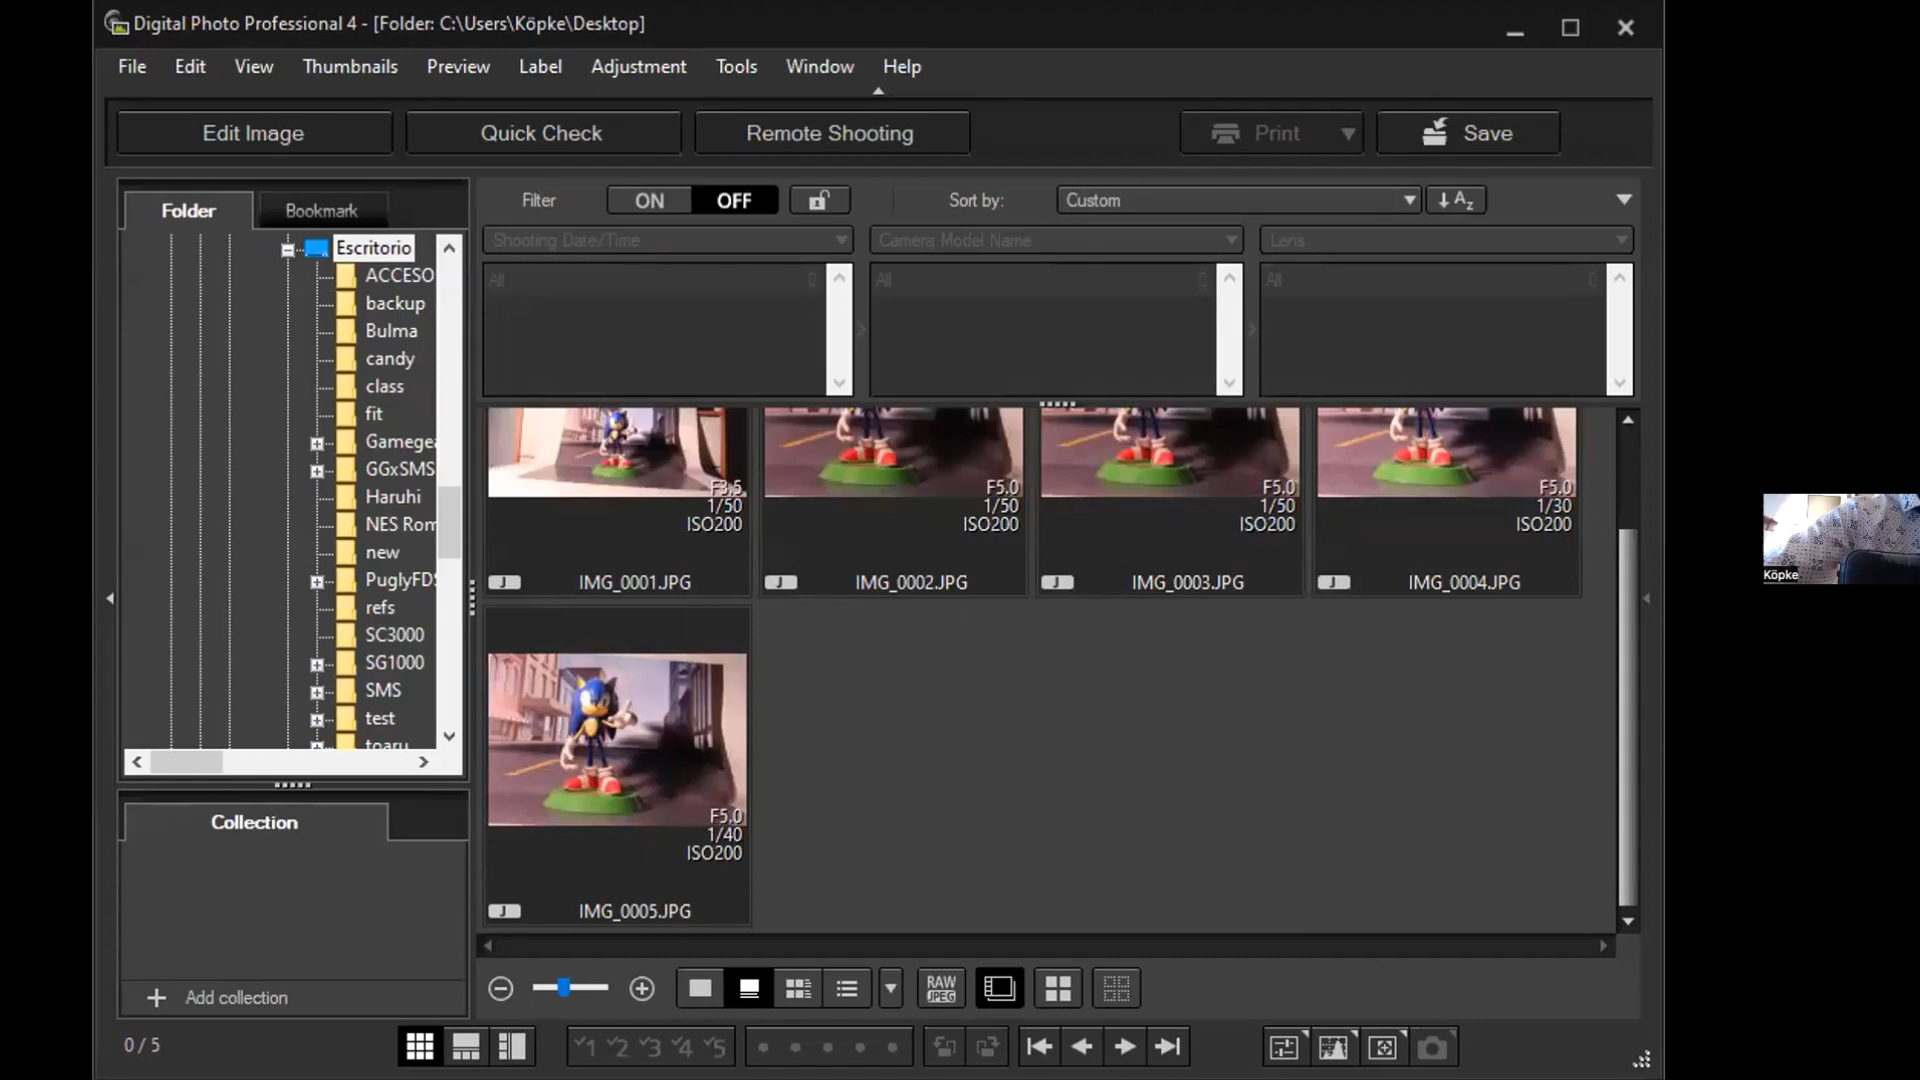 Digital Photo Professional 4 - [Folder: C:\Users\Köpke\Desktop]
File Edit View Thumbnails Preview Label Adjustment Tools Window Help
Edit Image Quick Check Remote Shooting Print Save
Folder Bookmark
Filter ON OFF Sort by: Custom
Shooting Date/Time Camera Model Name Lens
All All All
Escritorio
ACCESO
backup
Bulma
candy
class
fit
Gamegea
GGxSMS
Haruhi
NES Rom
new
PuglyFDS
refs
SC3000
SG1000
SMS
test
toaru
F3.5
1/50
ISO200
J IMG_0001.JPG
F5.0
1/50
ISO200
J IMG_0002.JPG
F5.0
1/50
ISO200
J IMG_0003.JPG
F5.0
1/30
ISO200
J IMG_0004.JPG
F5.0
1/40
ISO200
J IMG_0005.JPG
Collection
Add collection
RAW
JPEG
0 / 5
1 2 3 4 5
Köpke